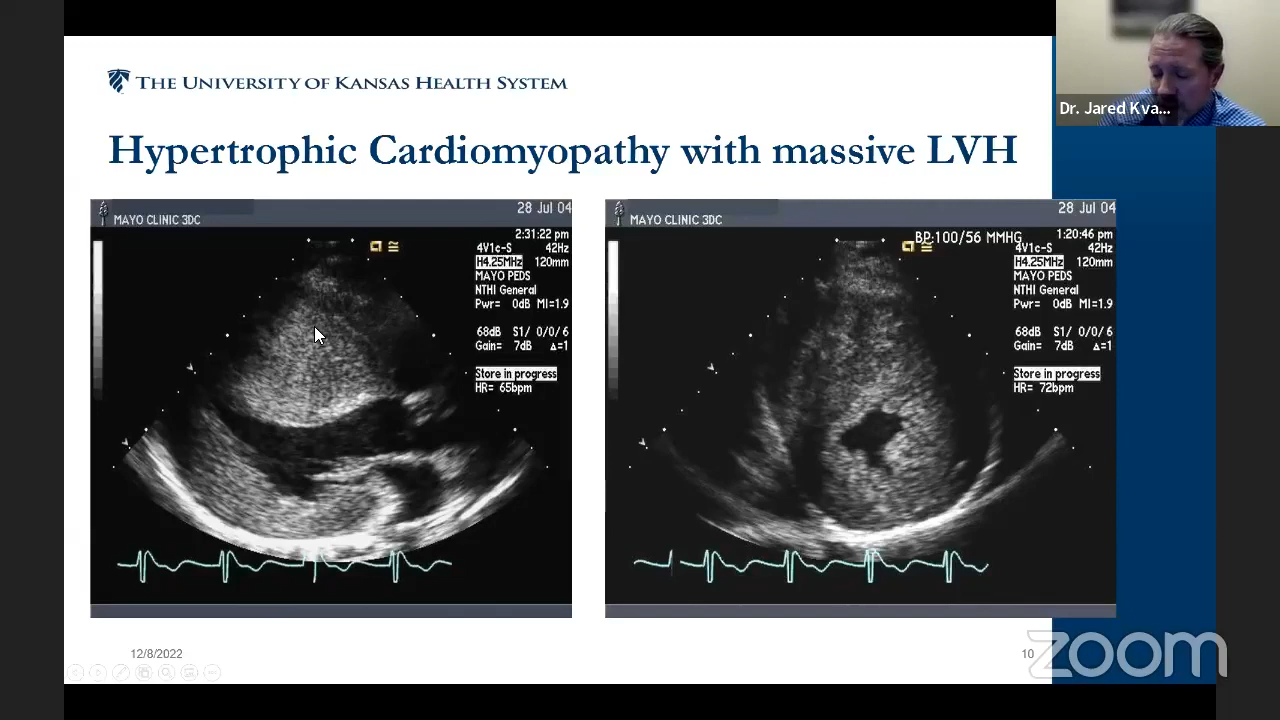 THE UNIVERSITY OF KANSAS HEALTH SYSTEM
Dr. Jared Kva...
Hypertrophic Cardiomyopathy with massive LVH
28 Jul 04
MAYO CLINIC 3DC
2:31:22 pm
4V1c-S 42Hz
H4.25MHz 120mm
MAYO PEDS
NTHI General
Pwr= 0dB MI=1.9
68dB S1/ 0/0/6
Gain= 7dB Δ=1
Store in progress
HR= 65bpm
28 Jul 04
MAYO CLINIC 3DC
BP:100/56 MMHG
1:20:46 pm
4V1c-S 42Hz
H4.25MHz 120mm
MAYO PEDS
NTHI General
Pwr= 0dB MI=1.9
68dB S1/ 0/0/6
Gain= 7dB Δ=1
Store in progress
HR= 72bpm
12/8/2022
10
zoom